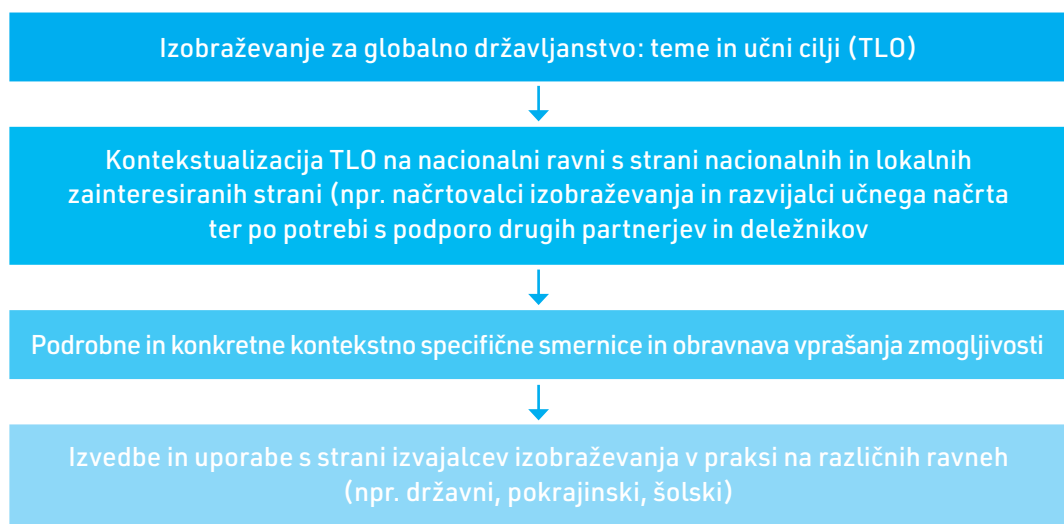 Izobraževanje za globalno državljanstvo: teme in učni cilji (TLO)
Kontekstualizacija TLO na nacionalni ravni s strani nacionalnih in lokalnih
zainteresiranih strani (npr. načrtovalci izobraževanja in razvijalci učnega načrta
ter po potrebi s podporo drugih partnerjev in deležnikov
Podrobne in konkretne kontekstno specifične smernice in obravnava vprašanja zmogljivosti
Izvedbe in uporabe s strani izvajalcev izobraževanja v praksi na različnih ravneh
(npr. državni, pokrajinski, šolski)